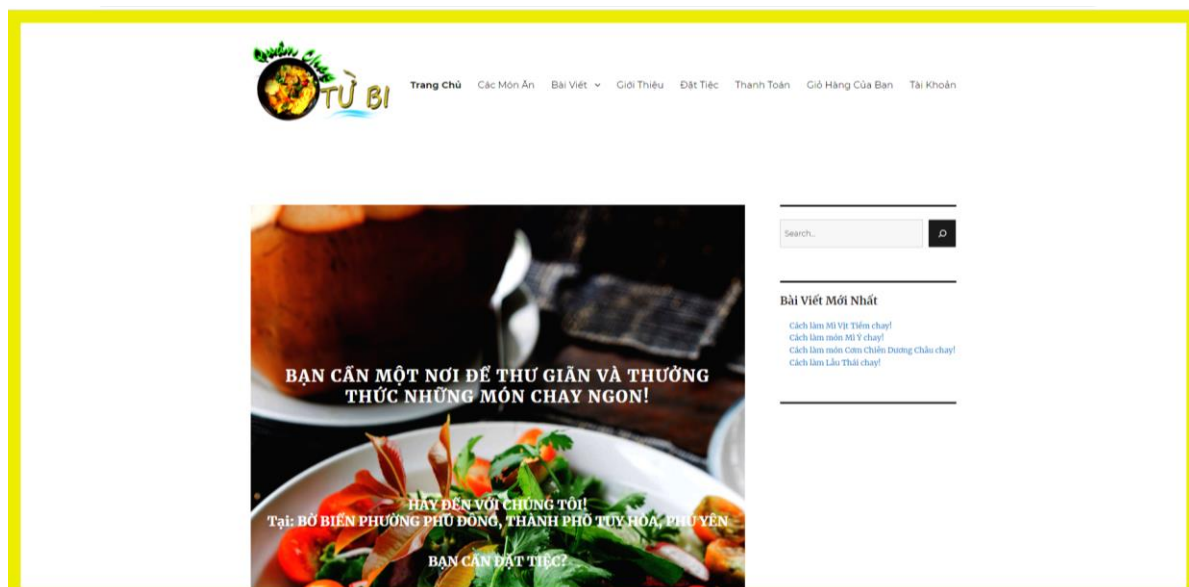 Quán Chay
TỪ BI
Trang Chủ Các Món Ăn Bài Viết Giới Thiệu Đặt Tiệc Thanh Toán Giỏ Hàng Của Bạn Tài Khoản
Search...
Bài Viết Mới Nhất
Cách làm Mì Vịt Tiềm chay!
Cách làm món Mì Ý chay!
Cách làm món Cơm Chiên Dương Châu chay!
Cách làm Lẩu Thái chay!
BẠN CẦN MỘT NƠI ĐỂ THƯ GIÃN VÀ THƯỞNG
THỨC NHỮNG MÓN CHAY NGON!
HÃY ĐẾN VỚI CHÚNG TÔI!
Tại: BỜ BIỂN PHƯỜNG PHÚ ĐÔNG, THÀNH PHỐ TUY HÒA, PHÚ YÊN
BẠN CẦN ĐẶT TIỆC?